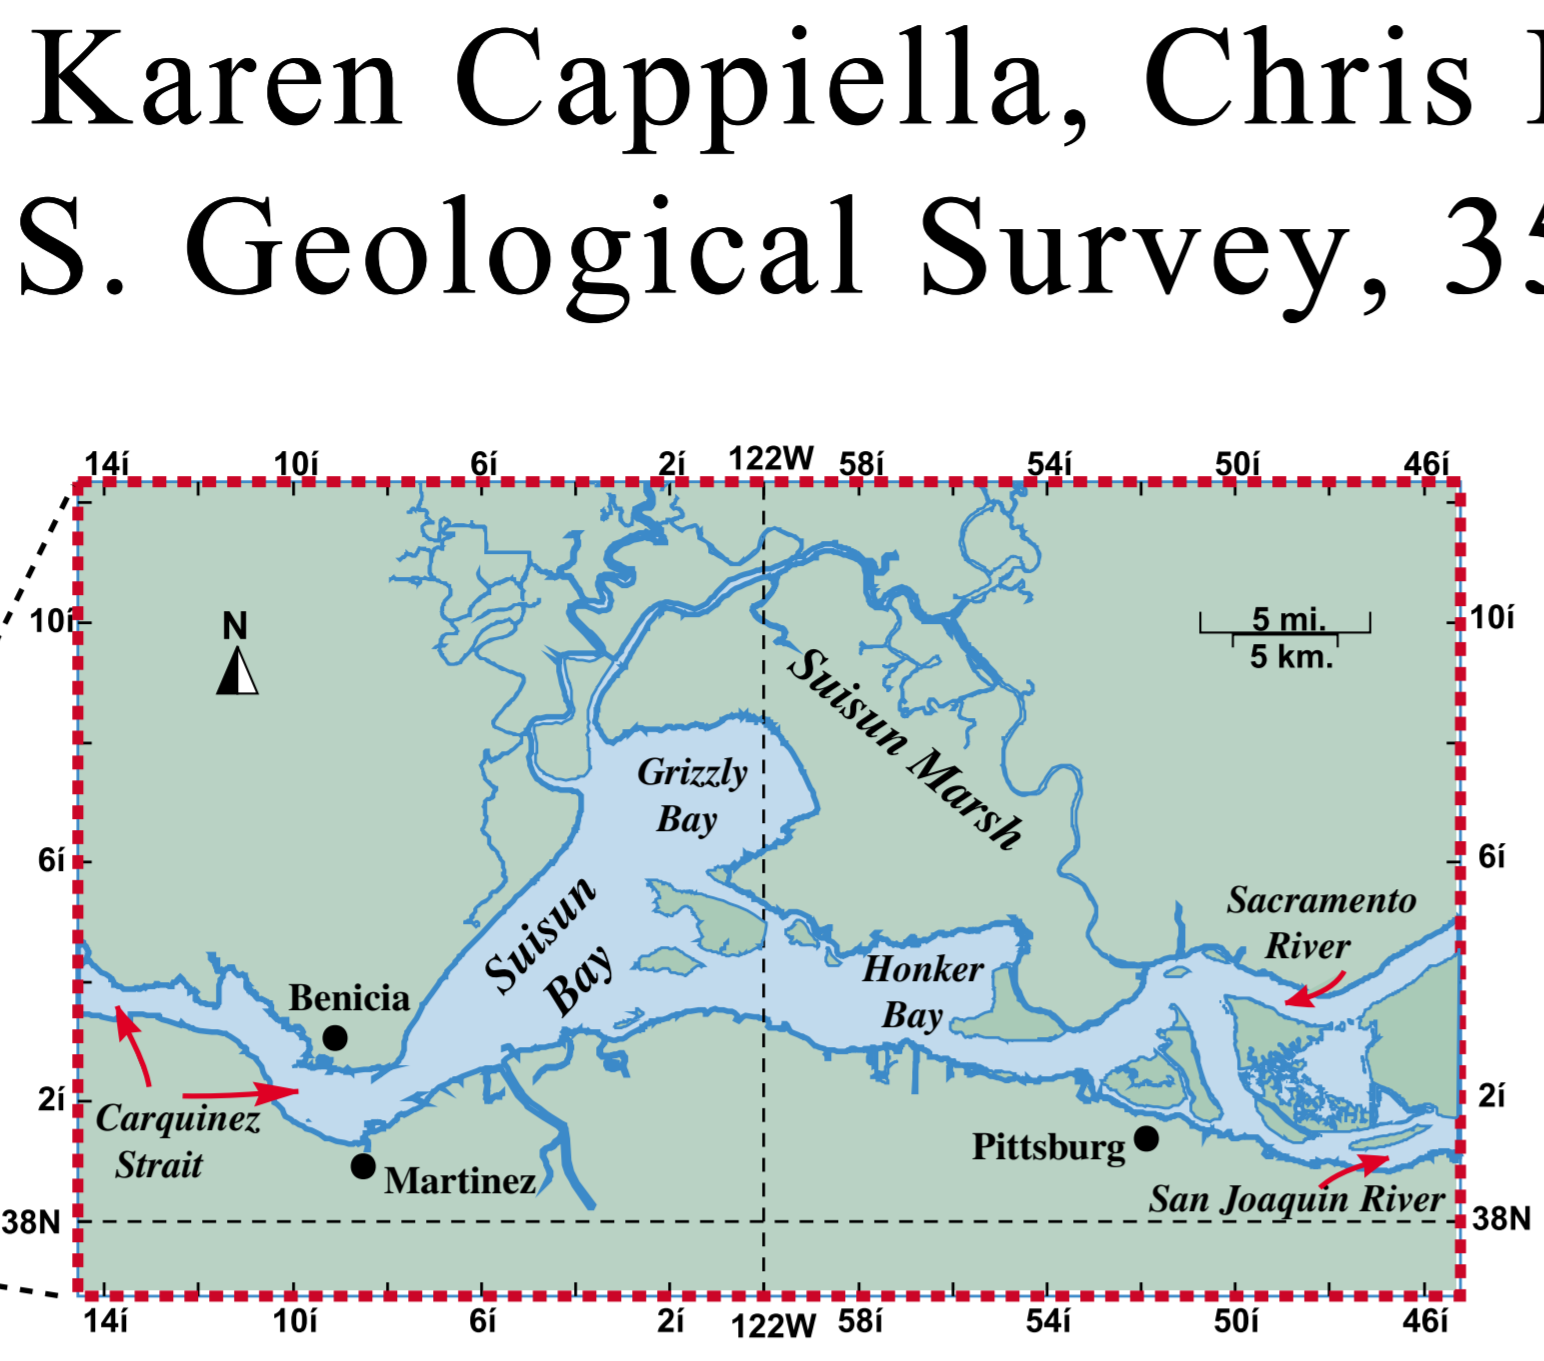 Karen Cappiella, Chris
S. Geological Survey, 35
14í 10í 6í 2í 122W 58í 54í 50í 46í
N
10í
10í
5 mi.
5 km.
Suisun Marsh
Grizzly
Bay
6í
6í
Suisun
Bay
Sacramento
River
Honker
Bay
Benicia
2í
2í
Carquinez
Strait
Pittsburg
Martinez
San Joaquin River
38N
38N
14í 10í 6í 2í 122W 58í 54í 50í 46í